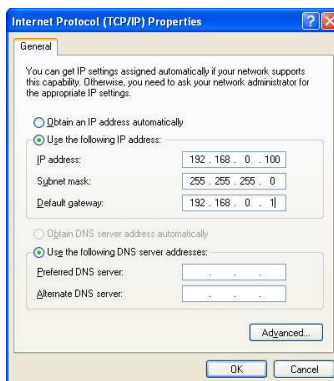 Internet Protocol (TCP/IP) Properties
General
You can get IP settings assigned automatically if your network supports
this capability. Otherwise, you need to ask your network administrator for
the appropriate IP settings.
Obtain an IP address automatically
Use the following IP address:
IP address: 192 . 168 . 0 . 100
Subnet mask: 255 . 255 . 255 . 0
Default gateway: 192 . 168 . 0 . 1
Obtain DNS server address automatically
Use the following DNS server addresses:
Preferred DNS server: . . .
Alternate DNS server: . . .
Advanced...
OK Cancel